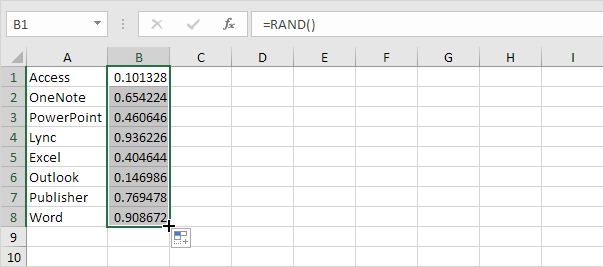 B1 fx =RAND()
A B C D E F G H I
1 Access 0.101328
2 OneNote 0.654224
3 PowerPoint 0.460646
4 Lync 0.936226
5 Excel 0.404644
6 Outlook 0.146986
7 Publisher 0.769478
8 Word 0.908672
9
10